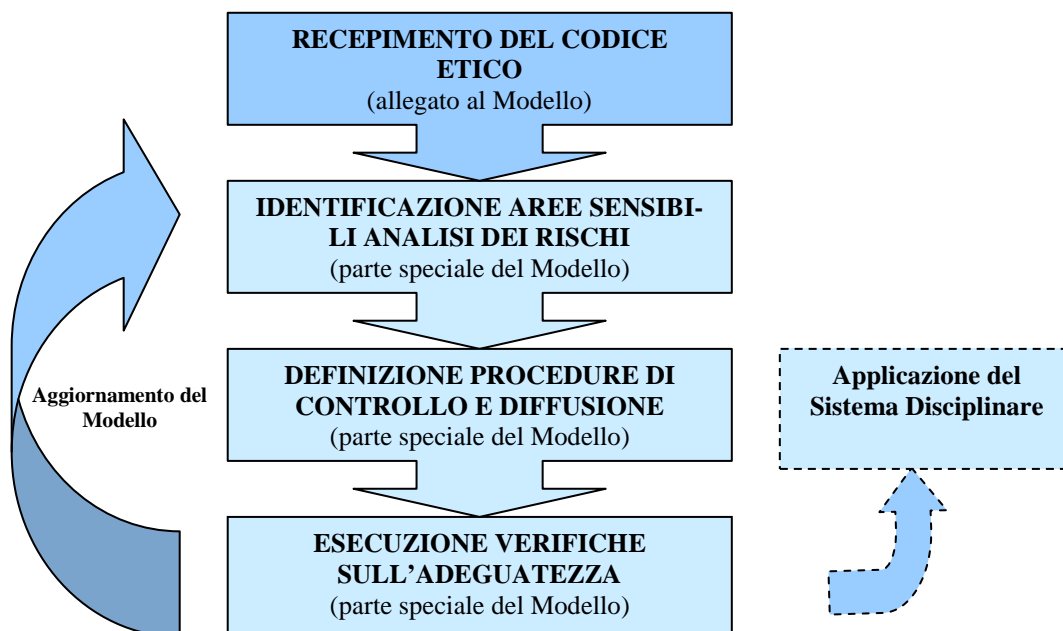 RECEPIMENTO DEL CODICE
ETICO
(allegato al Modello)
IDENTIFICAZIONE AREE SENSIBI-
LI ANALISI DEI RISCHI
(parte speciale del Modello)
DEFINIZIONE PROCEDURE DI
CONTROLLO E DIFFUSIONE
(parte speciale del Modello)
ESECUZIONE VERIFICHE
SULL’ADEGUATEZZA
(parte speciale del Modello)
Aggiornamento del
Modello
Applicazione del
Sistema Disciplinare